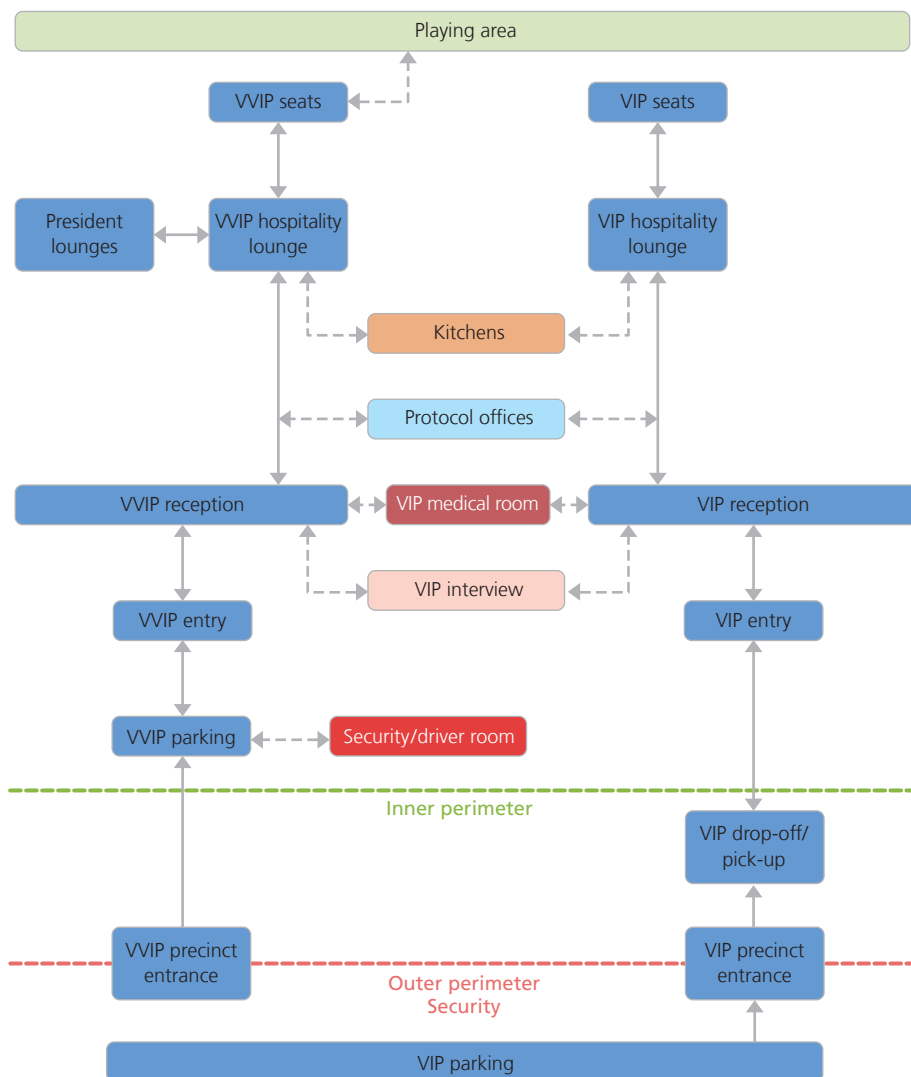 Playing area
VVIP seats
VIP seats
President
lounges
VVIP hospitality
lounge
VIP hospitality
lounge
Kitchens
Protocol offices
VVIP reception
VIP medical room
VIP reception
VIP interview
VVIP entry
VIP entry
VVIP parking
Security/driver room
Inner perimeter
VIP drop-off/
pick-up
VVIP precinct
entrance
VIP precinct
entrance
Outer perimeter
Security
VIP parking